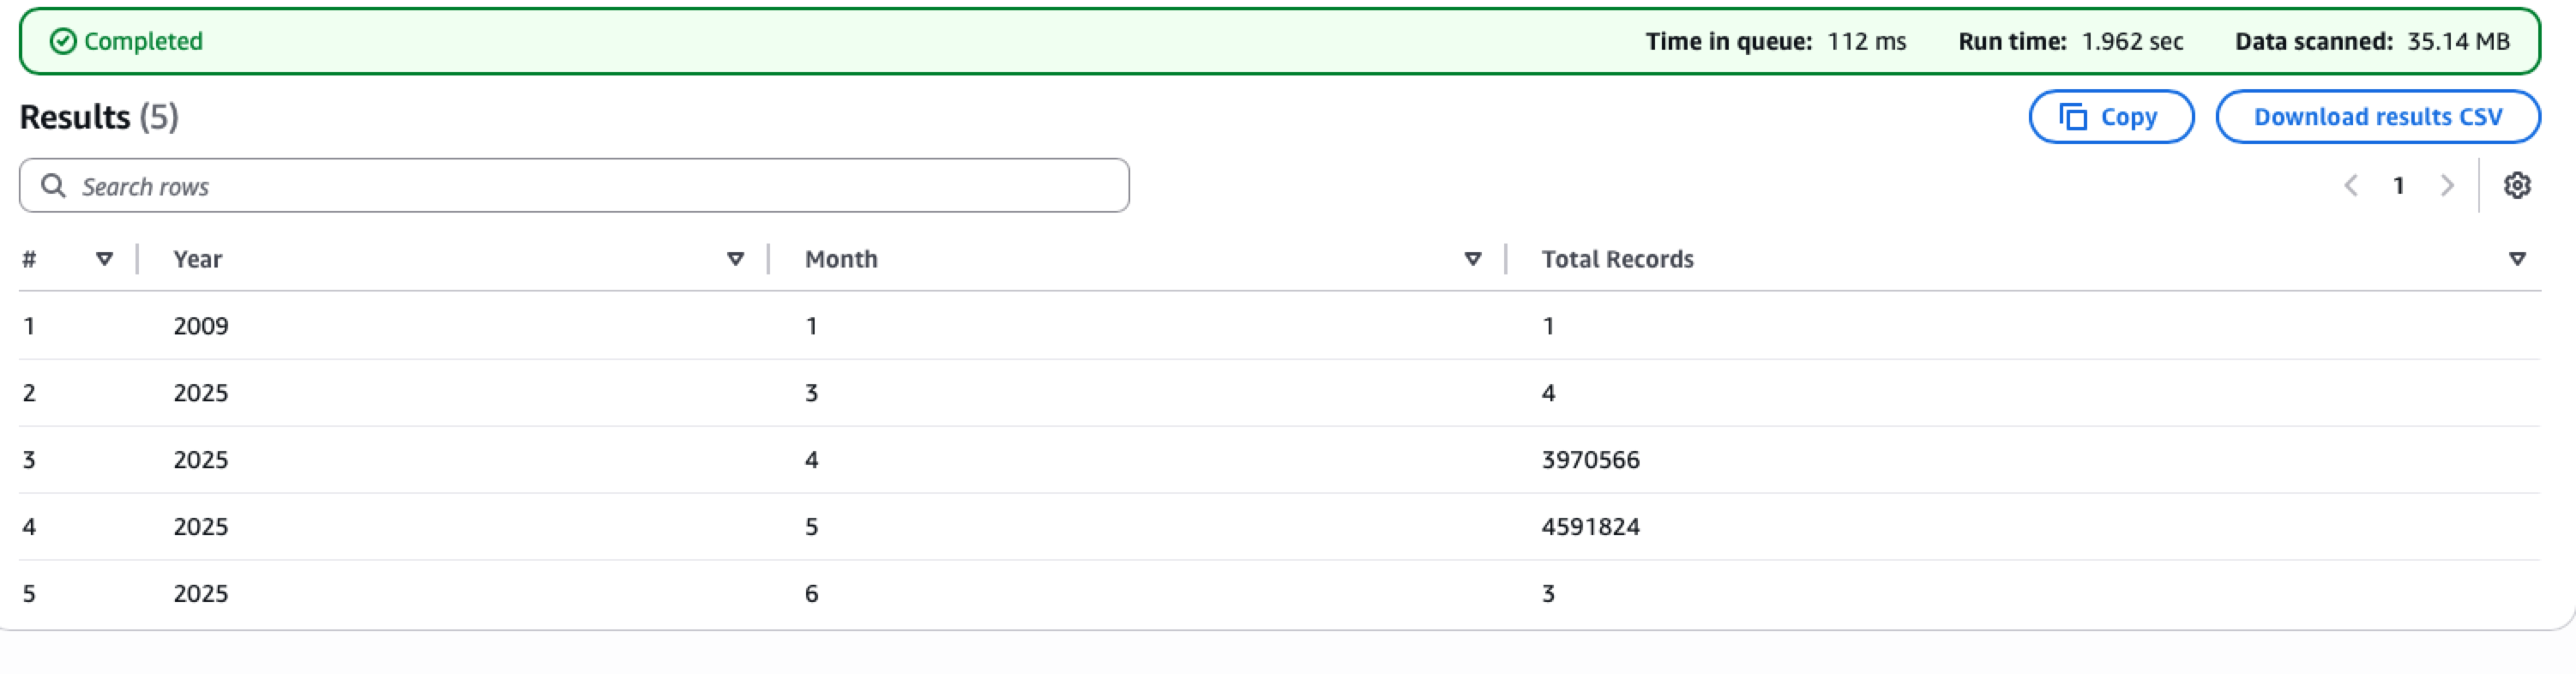 Completed Time in queue: 112 ms Run time: 1.962 sec Data scanned: 35.14 MB
Results (5) Copy Download results CSV
Search rows 1
# Year Month Total Records
1 2009 1 1
2 2025 3 4
3 2025 4 3970566
4 2025 5 4591824
5 2025 6 3